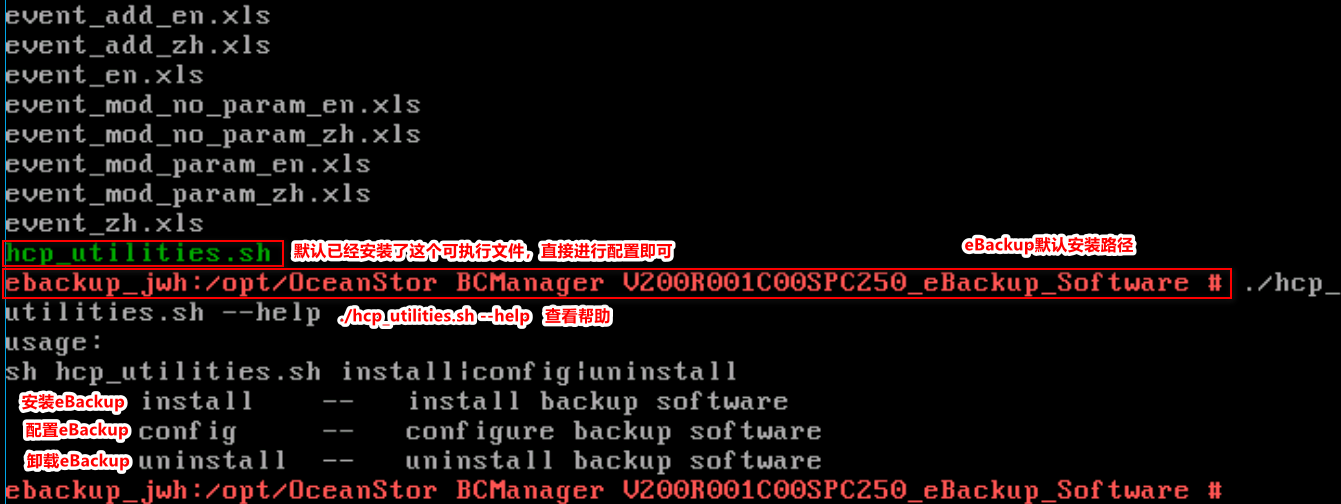 event_add_en.xls
event_add_zh.xls
event_en.xls
event_mod_no_param_en.xls
event_mod_no_param_zh.xls
event_mod_param_en.xls
event_mod_param_zh.xls
event_zh.xls
hcp_utilities.sh 默认已经安装了这个可执行文件，直接进行配置即可 eBackup默认安装路径
ebackup_jwh:/opt/OceanStor BCManager V200R001C00SPC250_eBackup_Software # ./hcp_
utilities.sh --help ./hcp_utilities.sh --help 查看帮助
usage:
sh hcp_utilities.sh install|config|uninstall
安装eBackup install -- install backup software
配置eBackup config -- configure backup software
卸载eBackup uninstall -- uninstall backup software
ebackup_jwh:/opt/OceanStor BCManager V200R001C00SPC250_eBackup_Software #